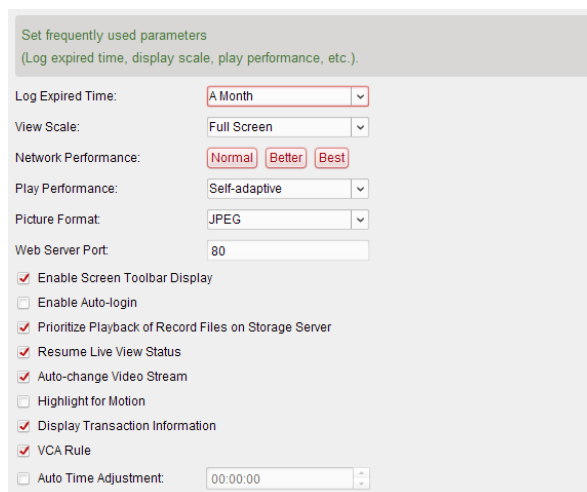 Set frequently used parameters
(Log expired time, display scale, play performance, etc.).
Log Expired Time: A Month
View Scale: Full Screen
Network Performance: Normal Better Best
Play Performance: Self-adaptive
Picture Format: JPEG
Web Server Port: 80
Enable Screen Toolbar Display
Enable Auto-login
Prioritize Playback of Record Files on Storage Server
Resume Live View Status
Auto-change Video Stream
Highlight for Motion
Display Transaction Information
VCA Rule
Auto Time Adjustment: 00:00:00